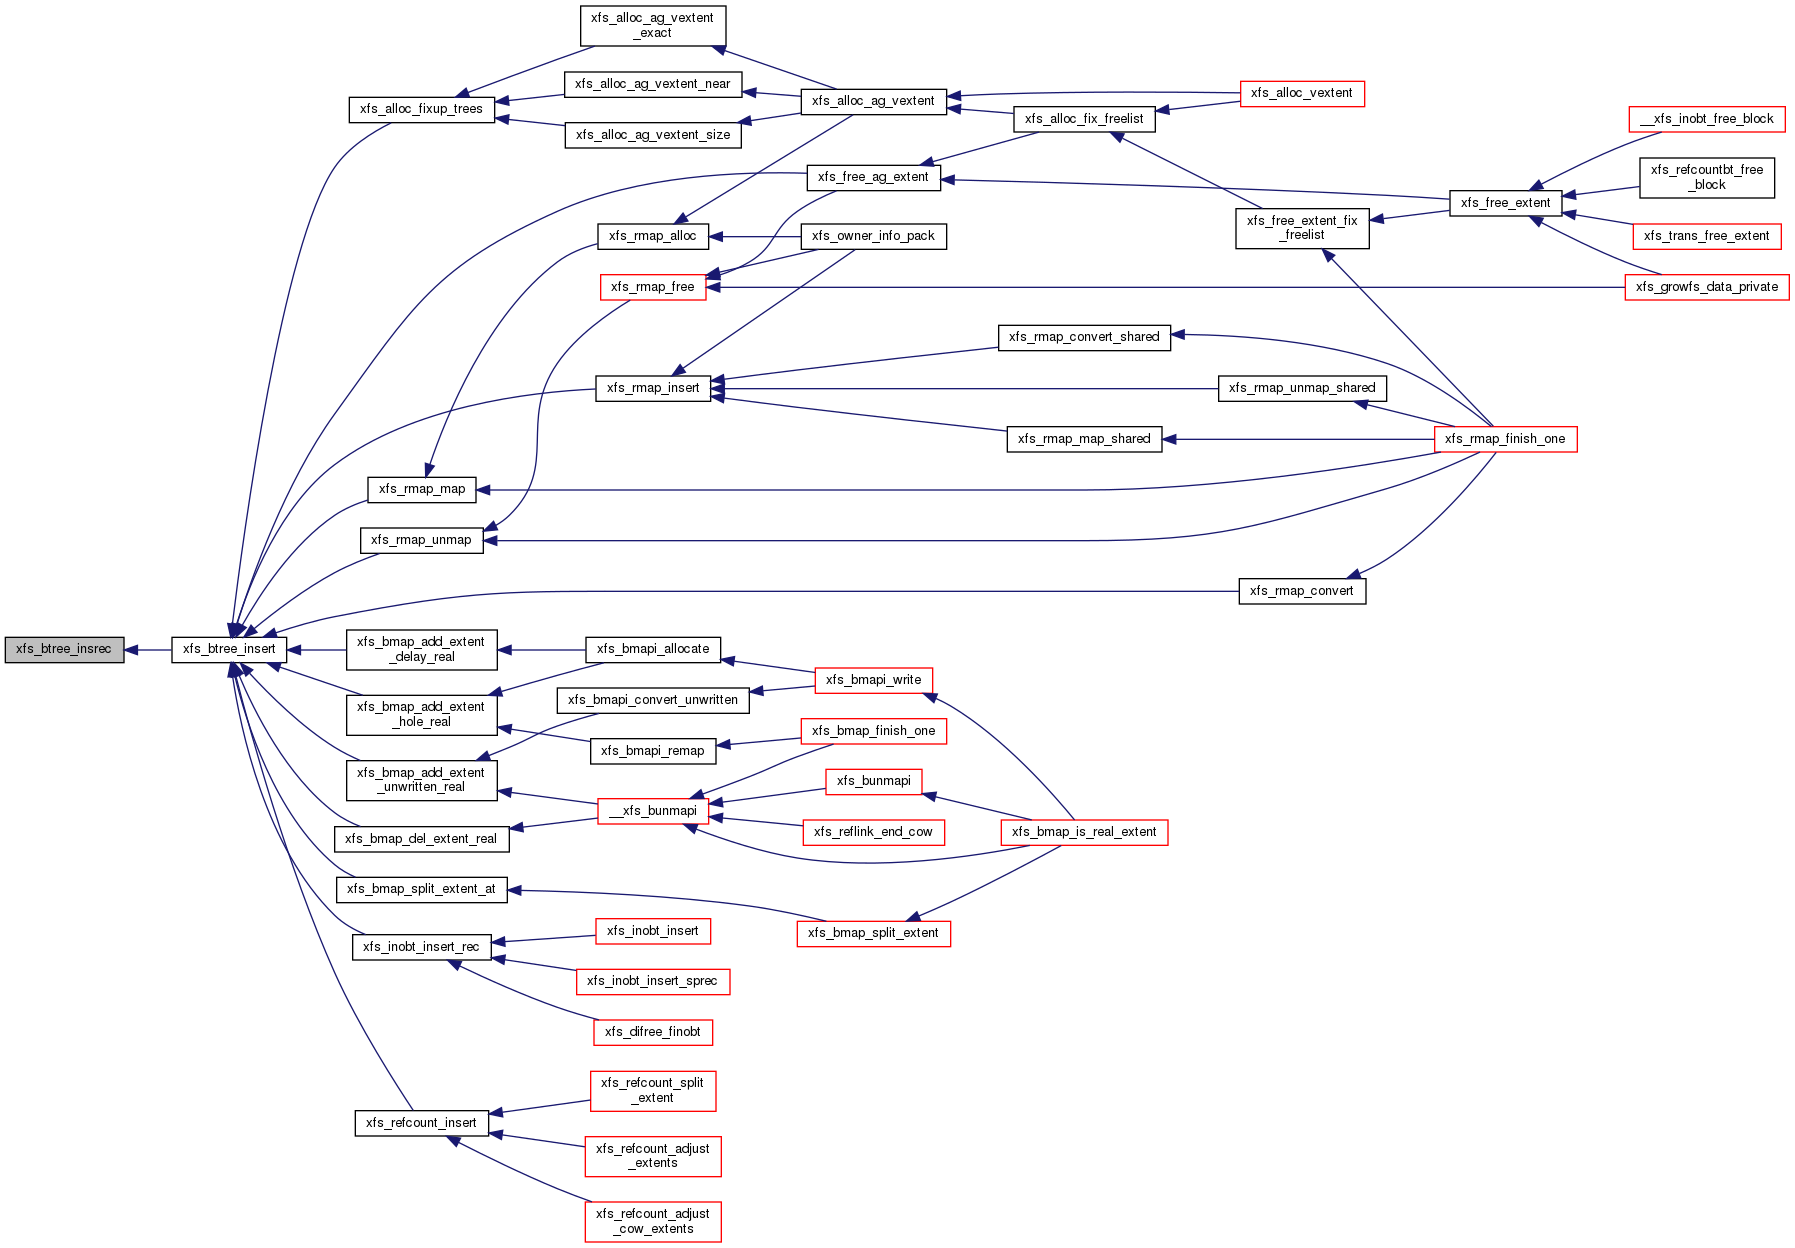 xfs_alloc_ag_vextent
_exact
xfs_alloc_ag_vextent_near
xfs_alloc_fixup_trees
xfs_alloc_ag_vextent
xfs_alloc_vextent
xfs_alloc_fix_freelist
__xfs_inobt_free_block
xfs_alloc_ag_vextent_size
xfs_free_ag_extent
xfs_refcountbt_free
_block
xfs_free_extent
xfs_free_extent_fix
_freelist
xfs_rmap_alloc
xfs_owner_info_pack
xfs_trans_free_extent
xfs_rmap_free
xfs_growfs_data_private
xfs_rmap_convert_shared
xfs_rmap_insert
xfs_rmap_unmap_shared
xfs_rmap_map_shared
xfs_rmap_finish_one
xfs_rmap_map
xfs_rmap_unmap
xfs_rmap_convert
xfs_btree_insrec
xfs_btree_insert
xfs_bmap_add_extent
_delay_real
xfs_bmapi_allocate
xfs_bmapi_write
xfs_bmap_add_extent
_hole_real
xfs_bmapi_convert_unwritten
xfs_bmap_finish_one
xfs_bmapi_remap
xfs_bmap_add_extent
_unwritten_real
xfs_bunmapi
__xfs_bunmapi
xfs_reflink_end_cow
xfs_bmap_is_real_extent
xfs_bmap_del_extent_real
xfs_bmap_split_extent_at
xfs_bmap_split_extent
xfs_inobt_insert_rec
xfs_inobt_insert
xfs_inobt_insert_sprec
xfs_difree_finobt
xfs_refcount_split
_extent
xfs_refcount_insert
xfs_refcount_adjust
_extents
xfs_refcount_adjust
_cow_extents